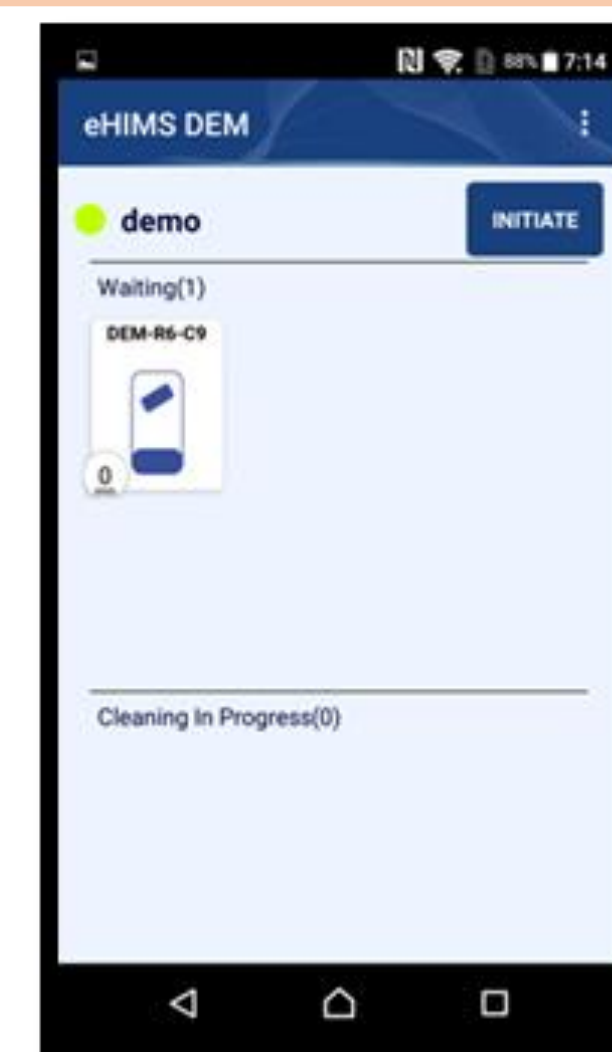 88% 7:14
eHIMS DEM
demo
INITIATE
Waiting(1)
DEM-R6-C9
0
Cleaning In Progress(0)